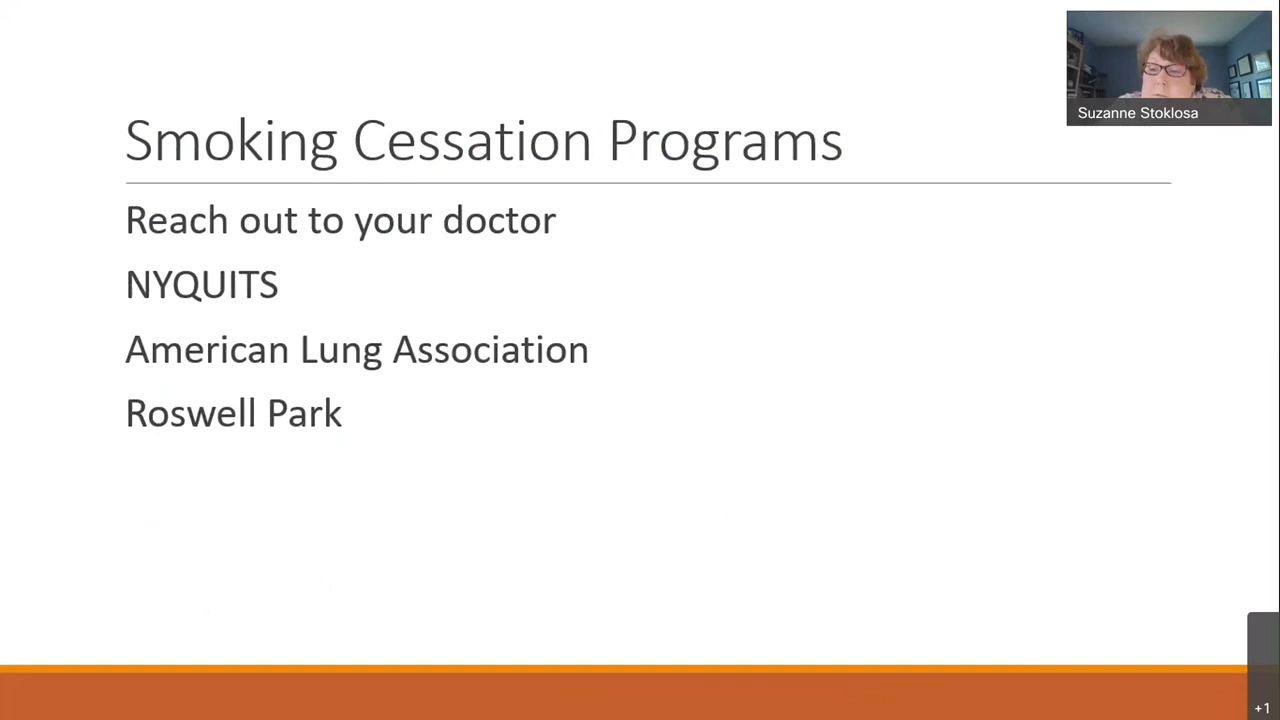 Suzanne Stoklosa
Smoking Cessation Programs
Reach out to your doctor
NYQUITS
American Lung Association
Roswell Park
+1